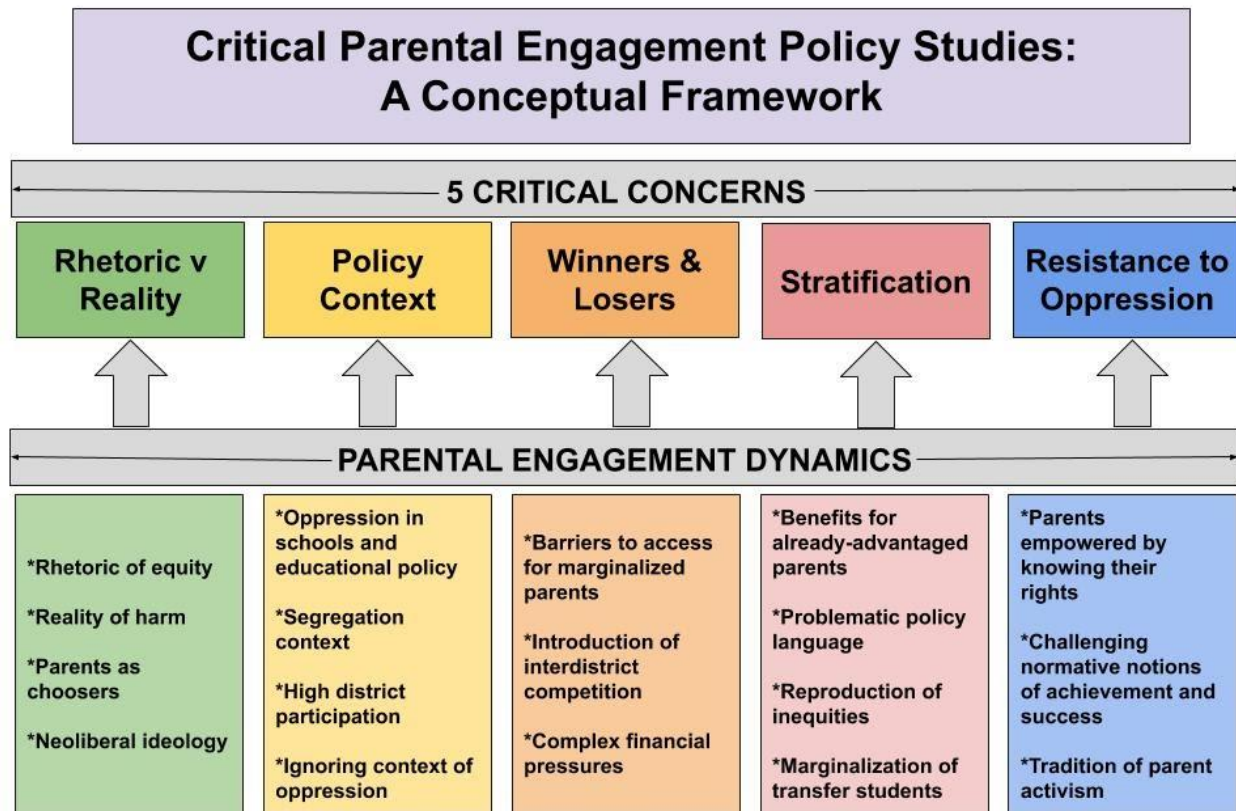 Critical Parental Engagement Policy Studies:
A Conceptual Framework
5 CRITICAL CONCERNS
Rhetoric v
Reality
Policy
Context
Winners &
Losers
Stratification
Resistance to
Oppression
PARENTAL ENGAGEMENT DYNAMICS
*Rhetoric of equity
*Reality of harm
*Parents as
choosers
*Neoliberal ideology
*Oppression in
schools and
educational policy
*Segregation
context
*High district
participation
*Ignoring context of
oppression
*Barriers to access
for marginalized
parents
*Introduction of
interdistrict
competition
*Complex financial
pressures
*Benefits for
already-advantaged
parents
*Problematic policy
language
*Reproduction of
inequities
*Marginalization of
transfer students
*Parents
empowered by
knowing their
rights
*Challenging
normative notions
of achievement and
success
*Tradition of parent
activism